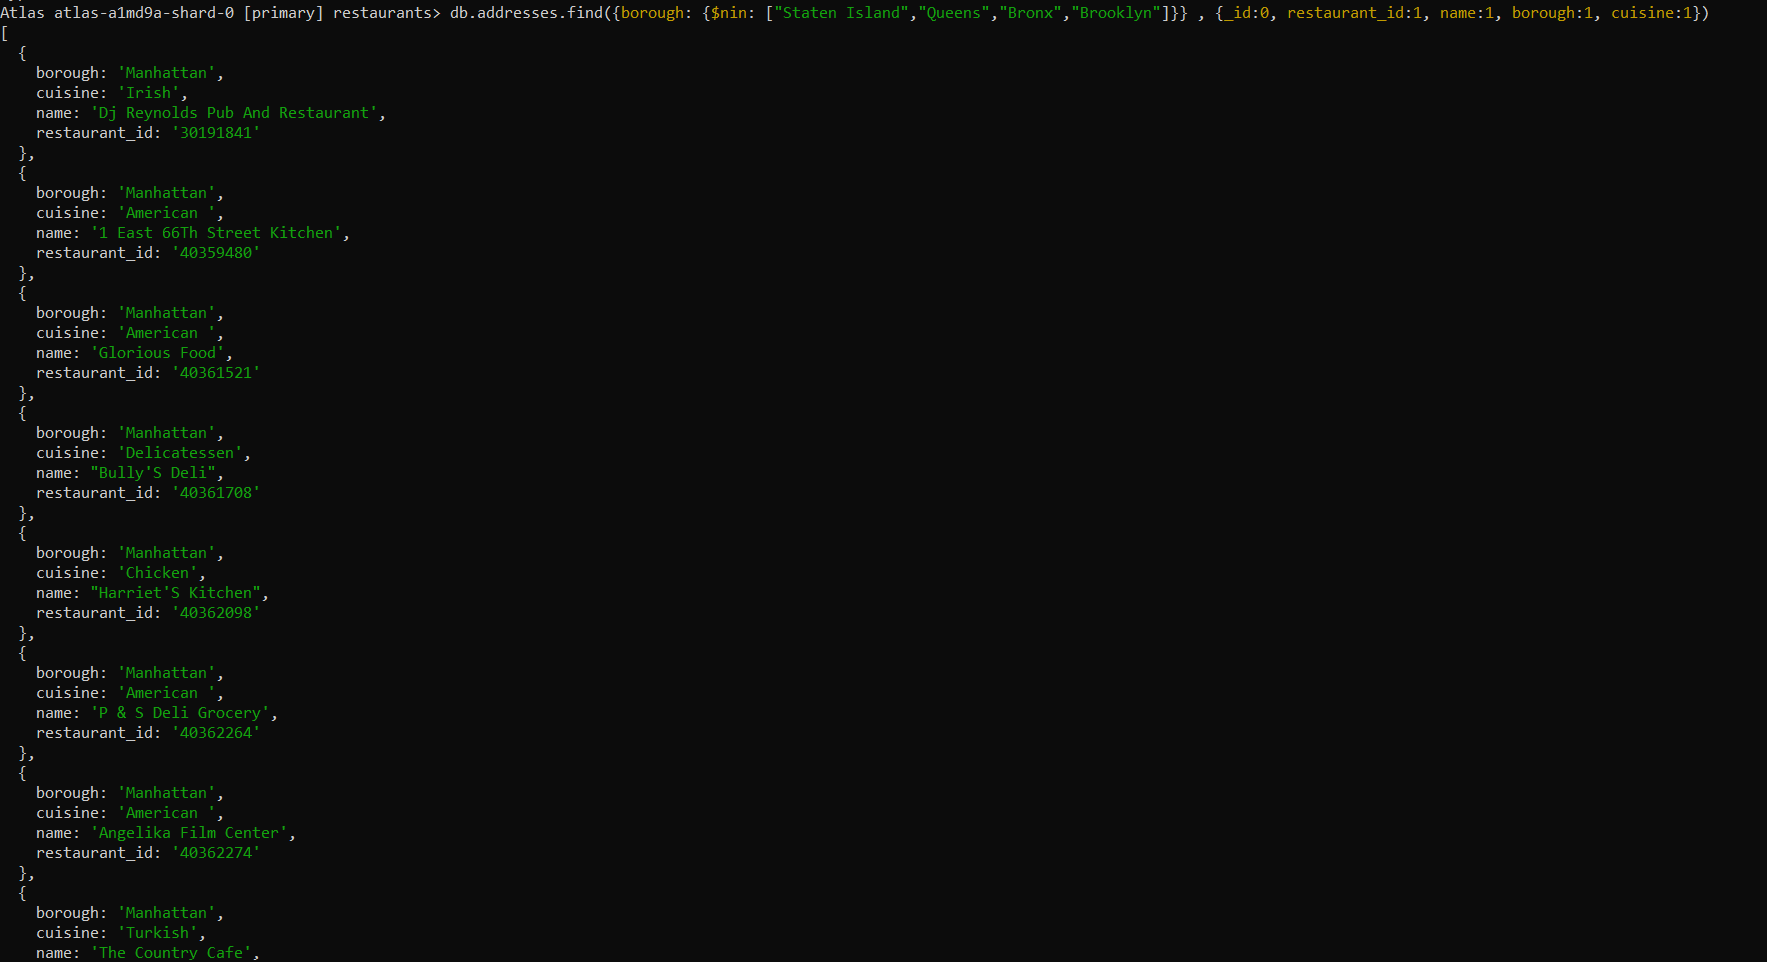 Atlas atlas-a1md9a-shard-0 [primary] restaurants> db.addresses.find({borough: {$nin: ["Staten Island","Queens","Bronx","Brooklyn"]}} , {_id:0, restaurant_id:1, name:1, borough:1, cuisine:1})
[
  {
    borough: 'Manhattan',
    cuisine: 'Irish',
    name: 'Dj Reynolds Pub And Restaurant',
    restaurant_id: '30191841'
  },
  {
    borough: 'Manhattan',
    cuisine: 'American ',
    name: '1 East 66Th Street Kitchen',
    restaurant_id: '40359480'
  },
  {
    borough: 'Manhattan',
    cuisine: 'American ',
    name: 'Glorious Food',
    restaurant_id: '40361521'
  },
  {
    borough: 'Manhattan',
    cuisine: 'Delicatessen',
    name: "Bully'S Deli",
    restaurant_id: '40361708'
  },
  {
    borough: 'Manhattan',
    cuisine: 'Chicken',
    name: "Harriet'S Kitchen",
    restaurant_id: '40362098'
  },
  {
    borough: 'Manhattan',
    cuisine: 'American ',
    name: 'P & S Deli Grocery',
    restaurant_id: '40362264'
  },
  {
    borough: 'Manhattan',
    cuisine: 'American ',
    name: 'Angelika Film Center',
    restaurant_id: '40362274'
  },
  {
    borough: 'Manhattan',
    cuisine: 'Turkish',
    name: 'The Country Cafe',